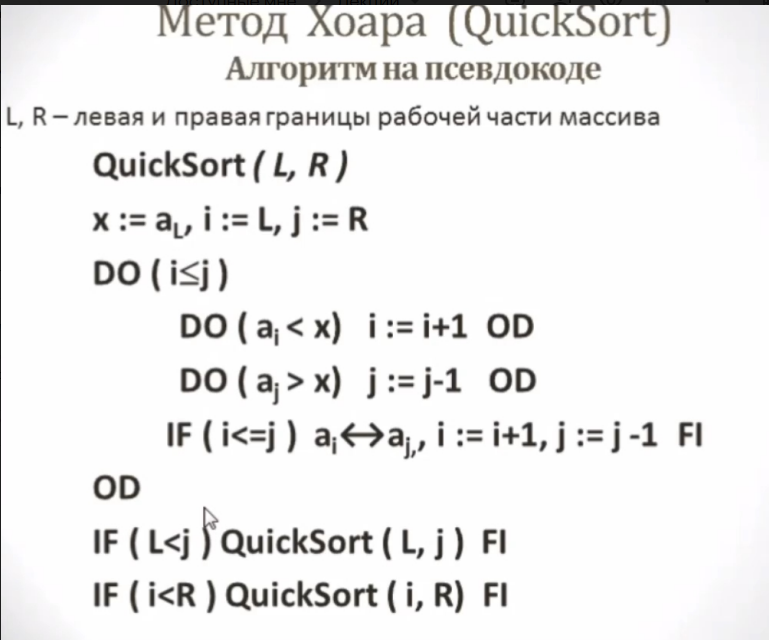 Метод Хоара (QuickSort)
Алгоритм на псевдокоде
L, R – левая и правая границы рабочей части массива
QuickSort ( L, R )
x := aL, i := L, j := R
DO ( i≤j )
DO ( ai < x) i := i+1 OD
DO ( aj > x) j := j-1 OD
IF ( i<=j ) ai↔aj,, i := i+1, j := j -1 FI
OD
IF ( L<j ) QuickSort ( L, j ) FI
IF ( i<R ) QuickSort ( i, R) FI